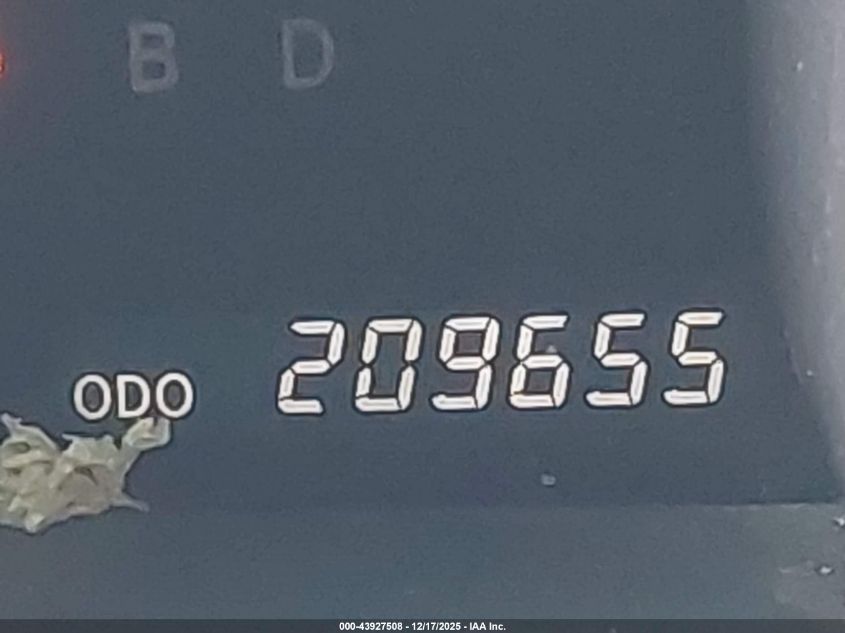 B D
ODO 209655
000-43927508 - 12/17/2025 - IAA Inc.